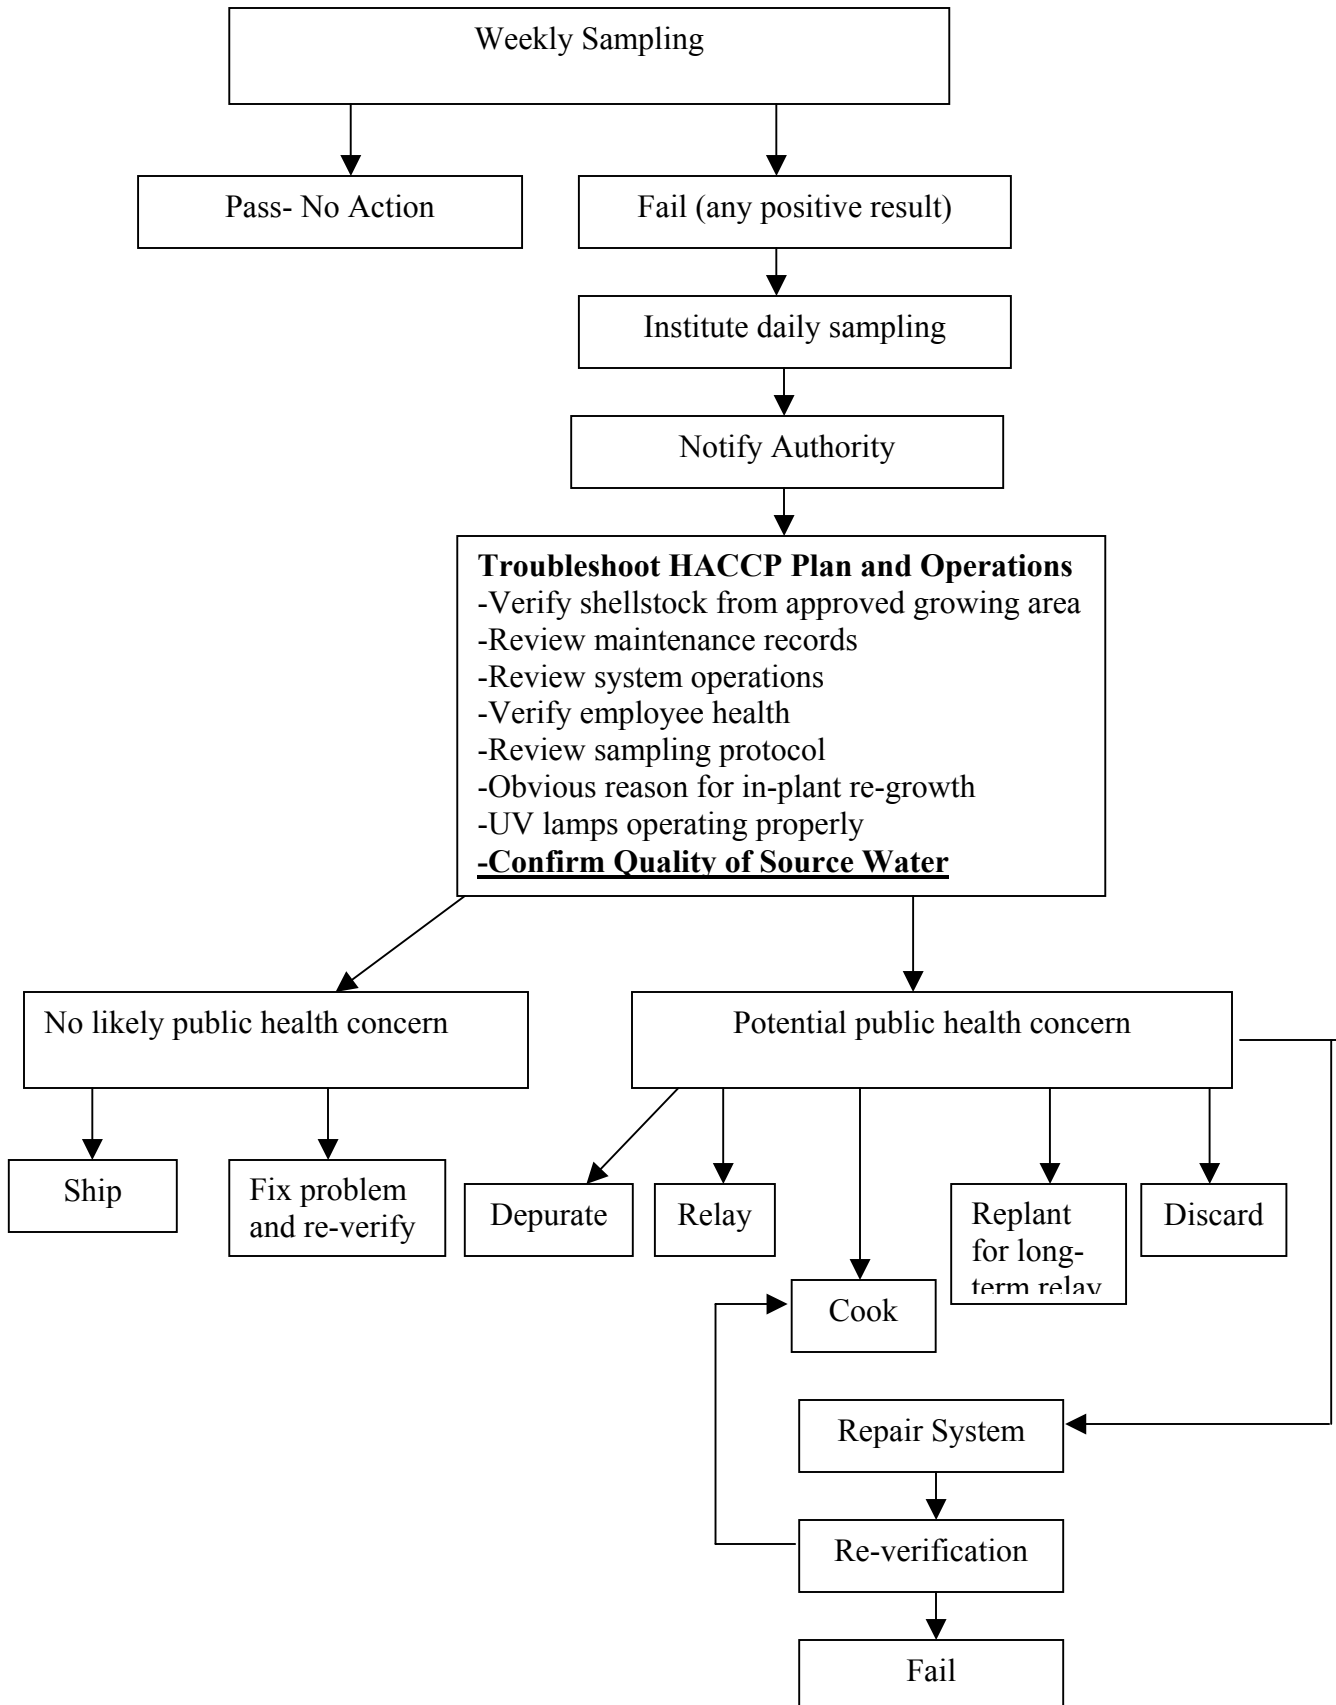 Weekly Sampling
Pass- No Action
Fail (any positive result)
Institute daily sampling
Notify Authority
Troubleshoot HACCP Plan and Operations
-Verify shellstock from approved growing area
-Review maintenance records
-Review system operations
-Verify employee health
-Review sampling protocol
-Obvious reason for in-plant re-growth
-UV lamps operating properly
-Confirm Quality of Source Water
No likely public health concern
Potential public health concern
Ship
Fix problem
and re-verify
Depurate
Relay
Cook
Replant
for long-
term relay
Discard
Repair System
Re-verification
Fail